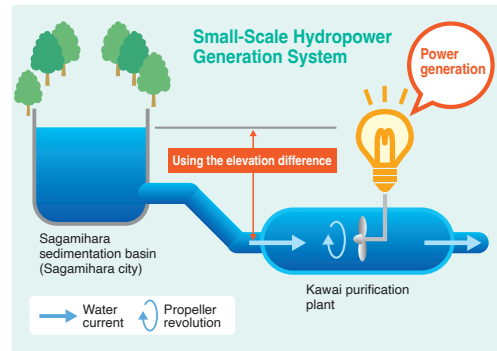 Small-Scale Hydropower
Generation System
Power
generation
Using the elevation difference
Sagamihara
sedimentation basin
(Sagamihara city)
Kawai purification
plant
Water
current
Propeller
revolution